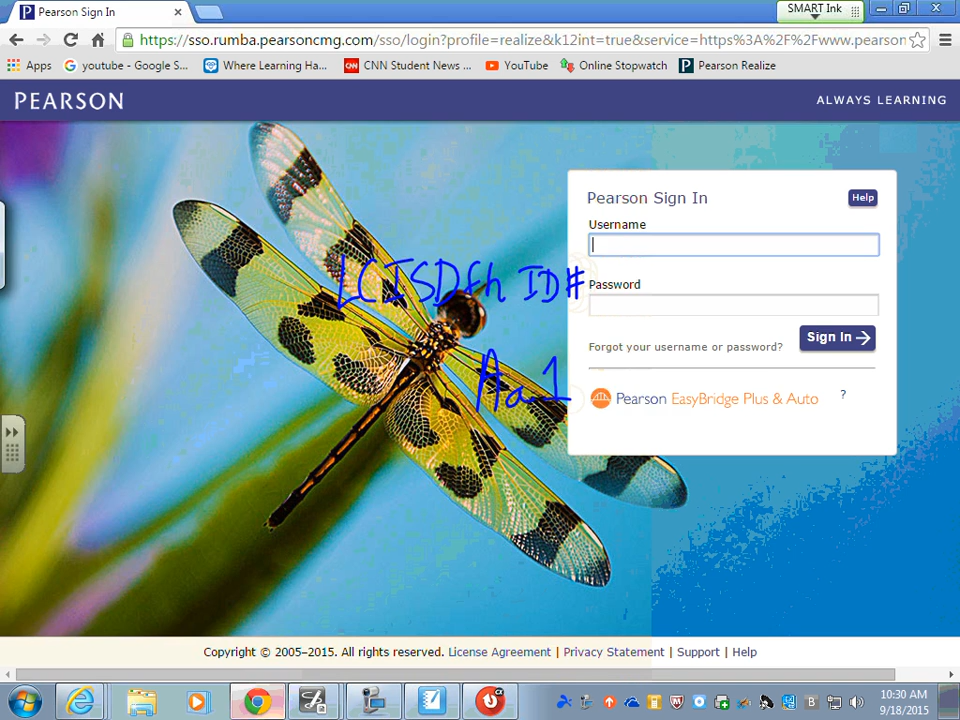 Pearson Sign In
SMART Ink
https://sso.rumba.pearsoncmg.com/sso/login?profile=realize&k12int=true&service=https%3A%2F%2Fwww.pearson
Apps youtube - Google S... Where Learning Ha... CNN Student News ... YouTube Online Stopwatch Pearson Realize
PEARSON
ALWAYS LEARNING
Pearson Sign In
Help
Username
LCISDfh ID#
Password
Sign In
Forgot your username or password?
Aa.1
Pearson EasyBridge Plus & Auto ?
Copyright © 2005–2015. All rights reserved. License Agreement | Privacy Statement | Support | Help
10:30 AM
9/18/2015